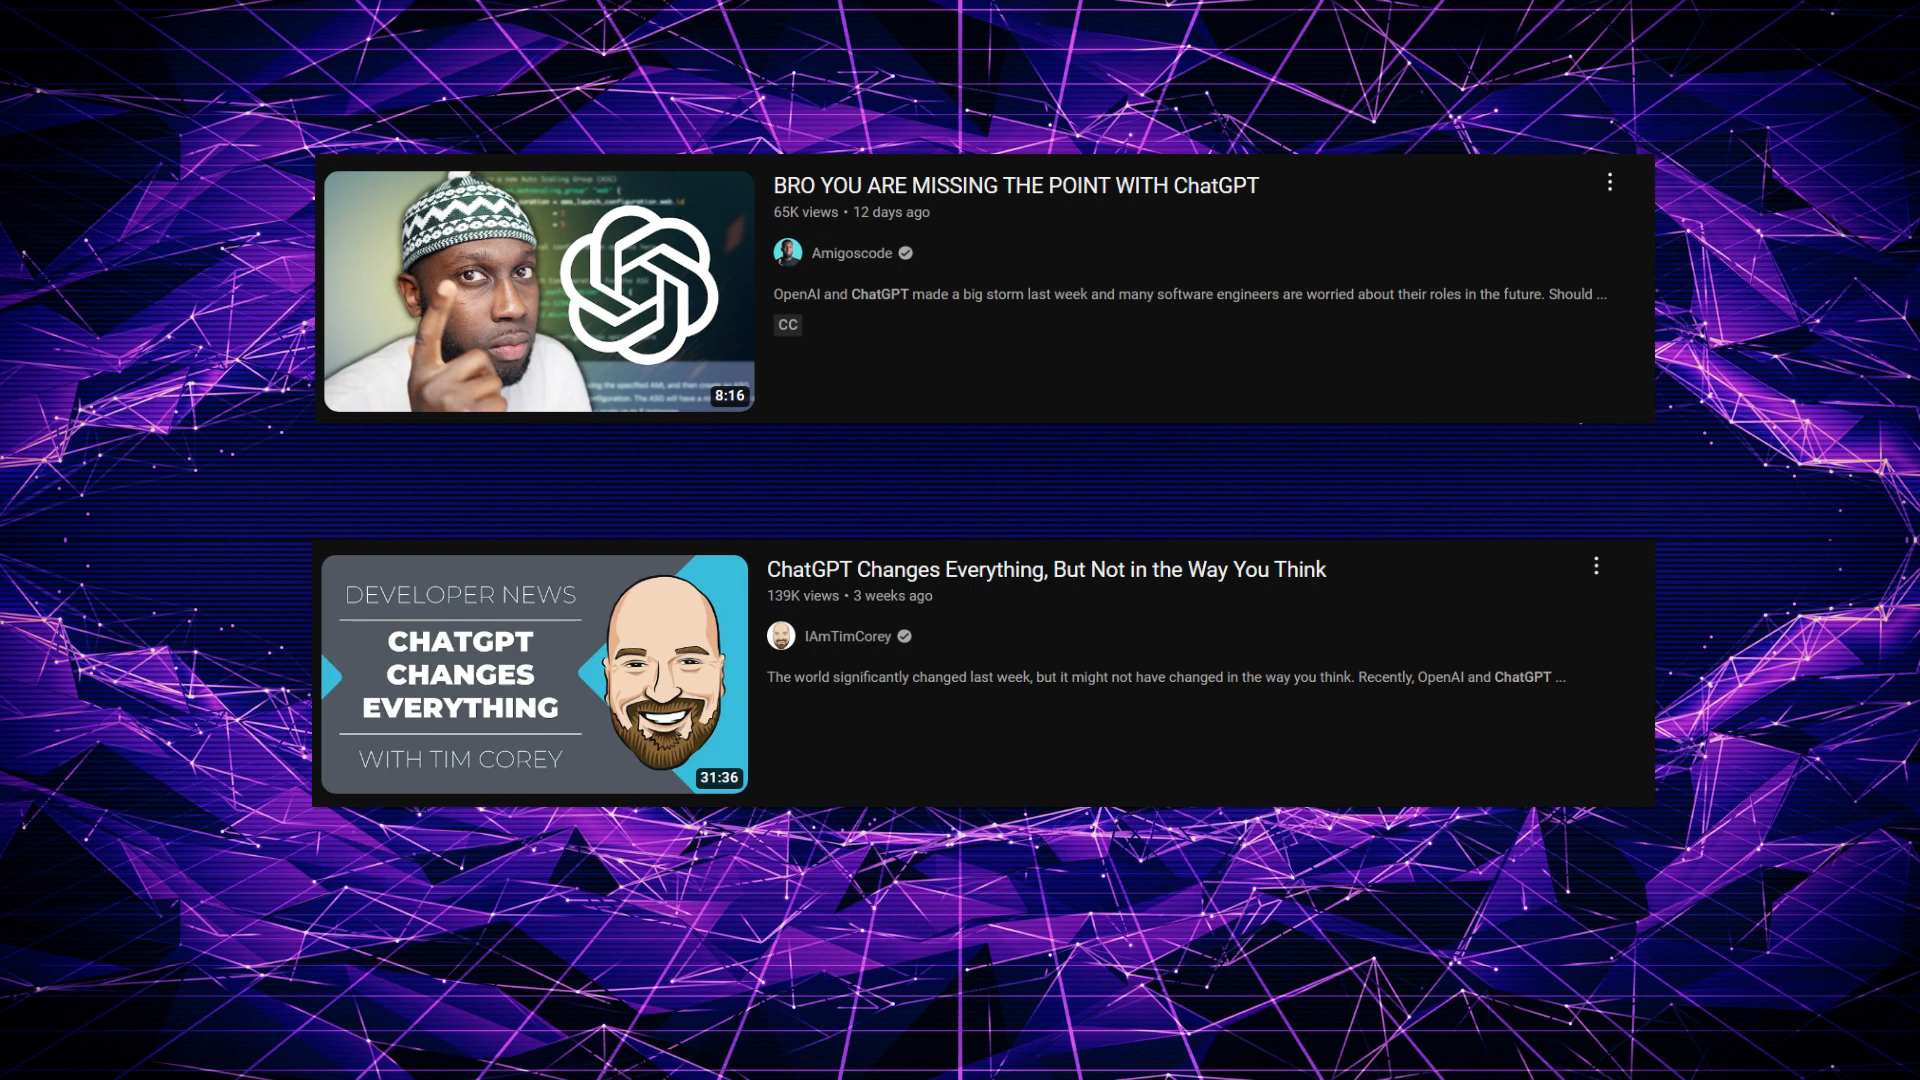 BRO YOU ARE MISSING THE POINT WITH ChatGPT
65K views • 12 days ago
Amigoscode
OpenAI and ChatGPT made a big storm last week and many software engineers are worried about their roles in the future. Should ...
CC
8:16
DEVELOPER NEWS
CHATGPT
CHANGES
EVERYTHING
WITH TIM COREY
31:36
ChatGPT Changes Everything, But Not in the Way You Think
139K views • 3 weeks ago
IAmTimCorey
The world significantly changed last week, but it might not have changed in the way you think. Recently, OpenAI and ChatGPT ...